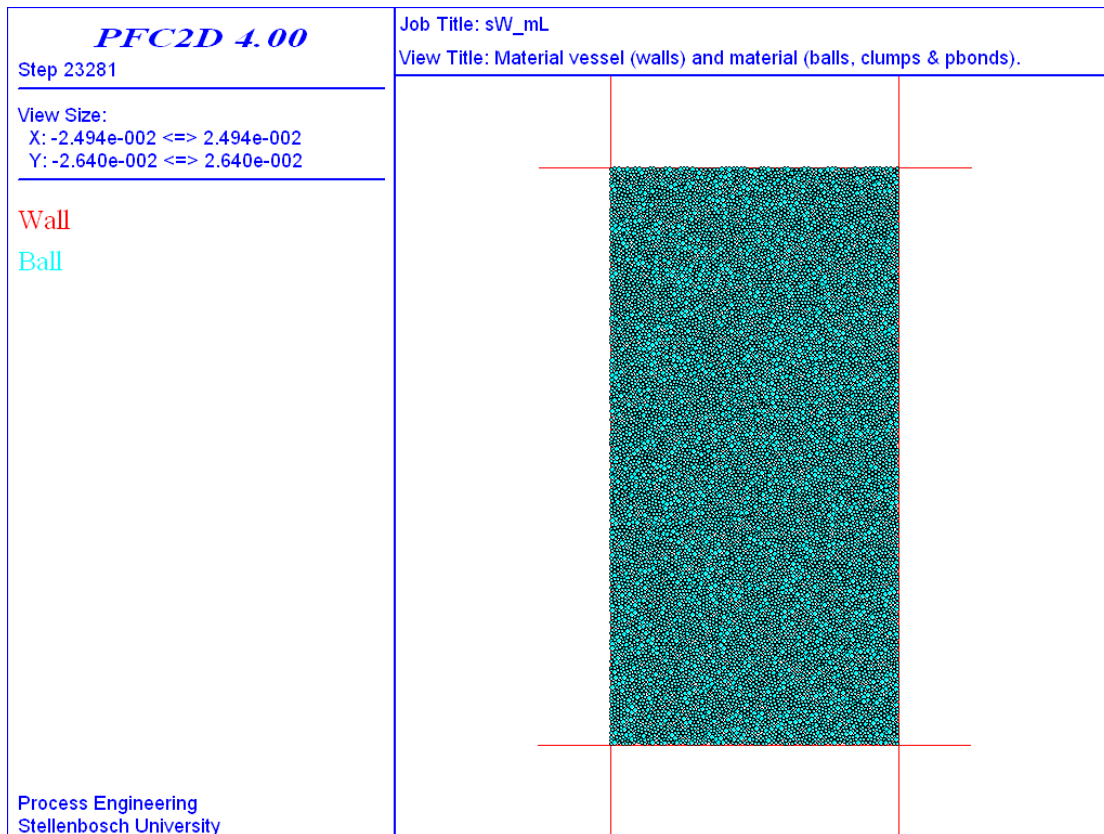 PFC2D 4.00
Step 23281
View Size:
X: -2.494e-002 <=> 2.494e-002
Y: -2.640e-002 <=> 2.640e-002
Wall
Ball
Process Engineering
Stellenbosch University
Job Title: sW_mL
View Title: Material vessel (walls) and material (balls, clumps & pbonds).